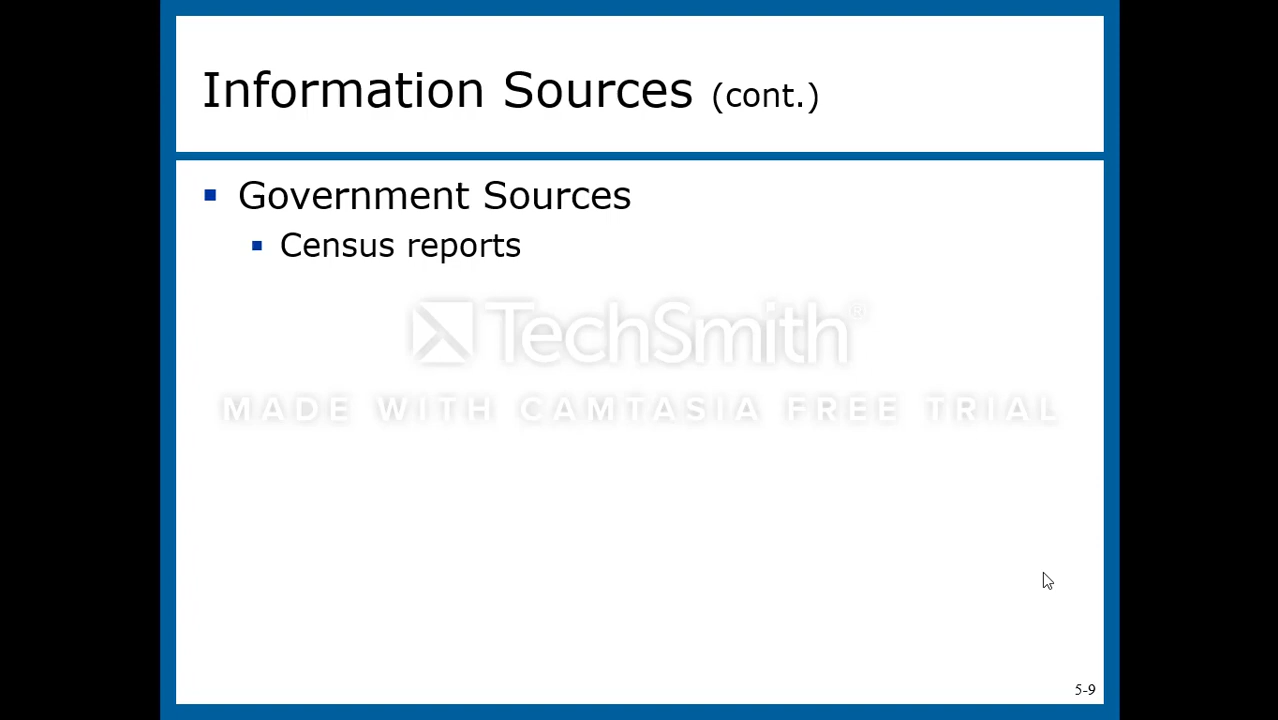 Information Sources (cont.)
Government Sources
Census reports
TechSmith®
MADE WITH CAMTASIA FREE TRIAL
5-9